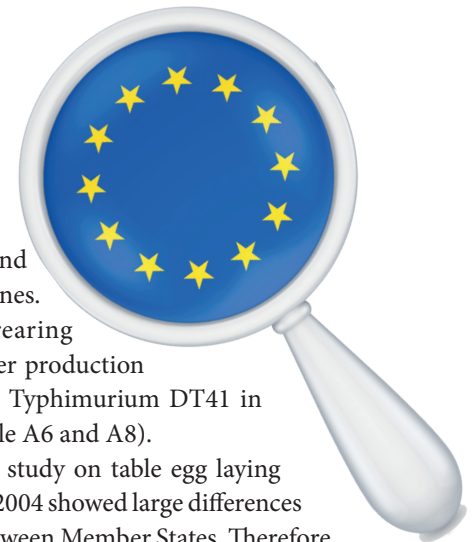 nd
nes.
rearing
er production
Typhimurium DT41 in
le A6 and A8).
study on table egg laying
2004 showed large differences
ween Member States. Therefore